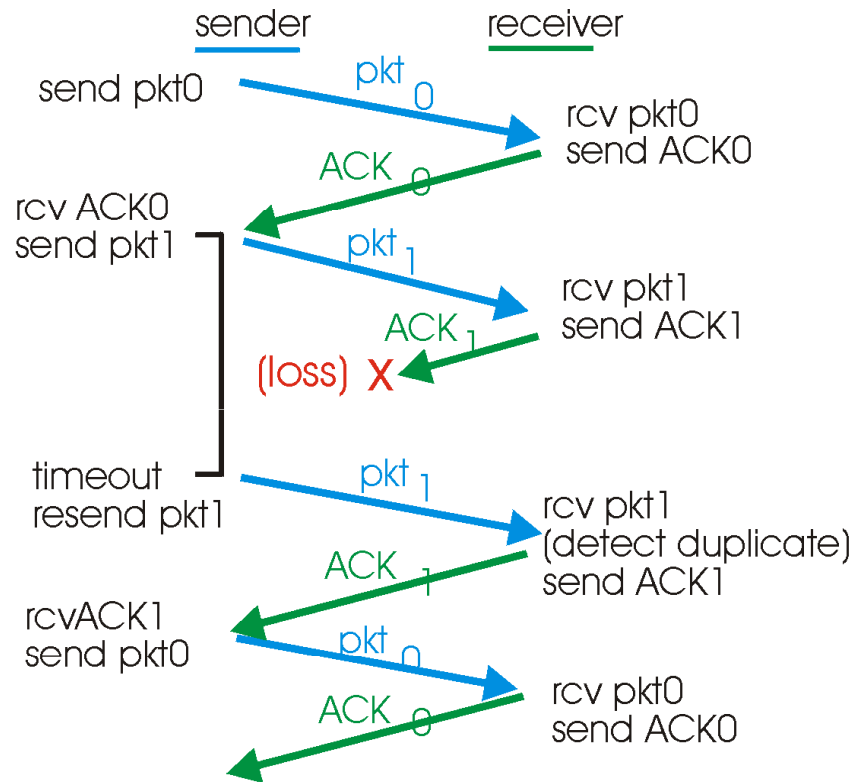 sender
receiver
send pkt0
pkt 0
rcv pkt0
send ACK0
ACK 0
rcv ACK0
send pkt1
pkt 1
rcv pkt1
send ACK1
ACK 1
(loss) X
timeout
resend pkt1
pkt 1
rcv pkt1
(detect duplicate)
send ACK1
ACK 1
rcvACK1
send pkt0
pkt 0
rcv pkt0
send ACK0
ACK 0